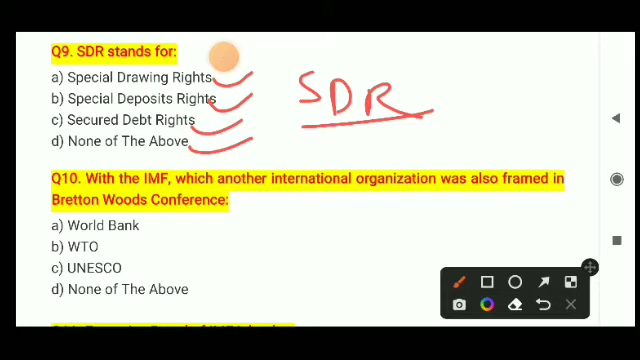 Q9. SDR stands for:
a) Special Drawing Rights
b) Special Deposits Rights
c) Secured Debt Rights
d) None of The Above
SDR
Q10. With the IMF, which another international organization was also framed in
Bretton Woods Conference:
a) World Bank
b) WTO
c) UNESCO
d) None of The Above